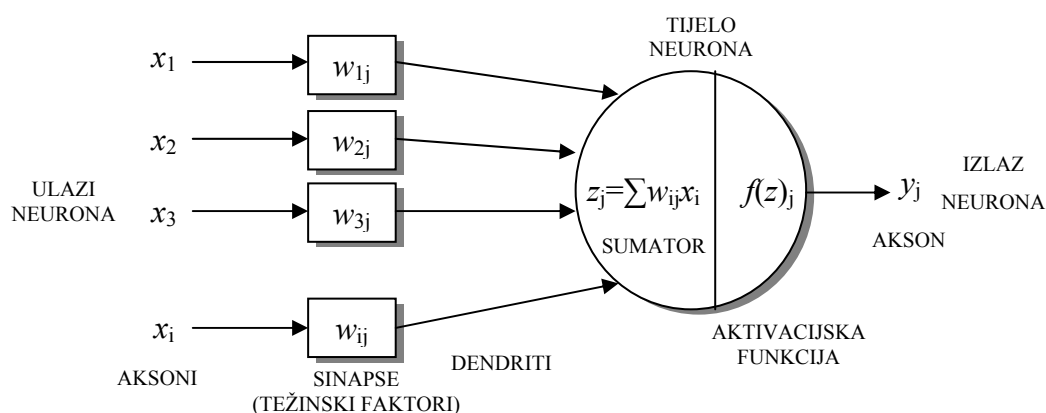 TIJELO
NEURONA
x1
w1j
x2
w2j
ULAZI
NEURONA
x3
w3j
zj=∑wijxi
SUMATOR
f(z)j
yj
IZLAZ
NEURONA
AKSON
xi
wij
AKSONI
SINAPSE
(TEŽINSKI FAKTORI)
DENDRITI
AKTIVACIJSKA
FUNKCIJA